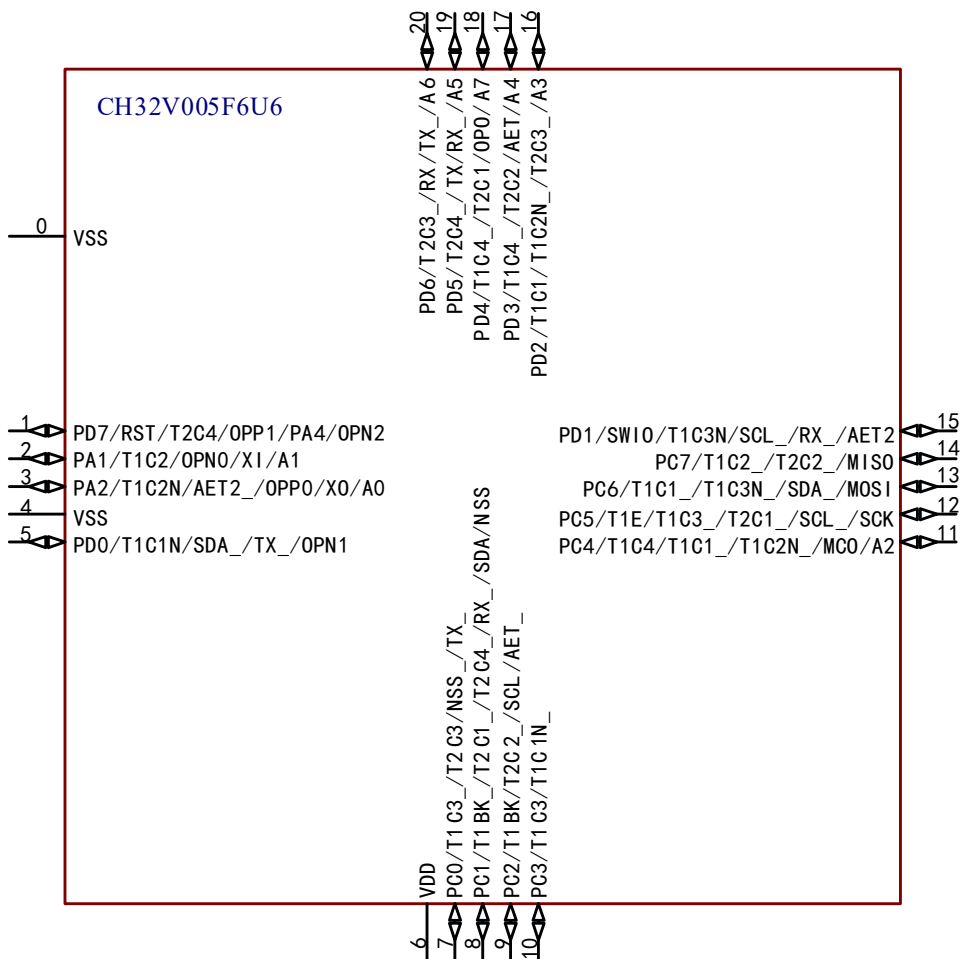 20
19
18
17
16
CH32V005F6U6
PD6/T2C3_/RX/TX_/A6
PD5/T2C4_/TX/RX_/A5
PD4/T1C4_/T2C1/OPO/A7
PD3/T1C4_/T2C2/AET/A4
PD2/T1C1/T1C2N_/T2C3_/A3
0
VSS
1
PD7/RST/T2C4/OPP1/PA4/OPN2
2
PA1/T1C2/OPN0/XI/A1
3
PA2/T1C2N/AET2_/OPP0/XO/A0
4
VSS
5
PD0/T1C1N/SDA_/TX_/OPN1
PD1/SWIO/T1C3N/SCL_/RX_/AET2
15
PC7/T1C2_/T2C2_/MISO
14
PC6/T1C1_/T1C3N_/SDA_/MOSI
13
PC5/T1E/T1C3_/T2C1_/SCL_/SCK
12
PC4/T1C4/T1C1_/T1C2N_/MCO/A2
11
VDD
PC0/T1C3_/T2C3/NSS_/TX_
PC1/T1BK_/T2C1_/T2C4_/RX_/SDA/NSS
PC2/T1BK/T2C2_/SCL/AET_
PC3/T1C3/T1C1N_
6
7
8
9
10